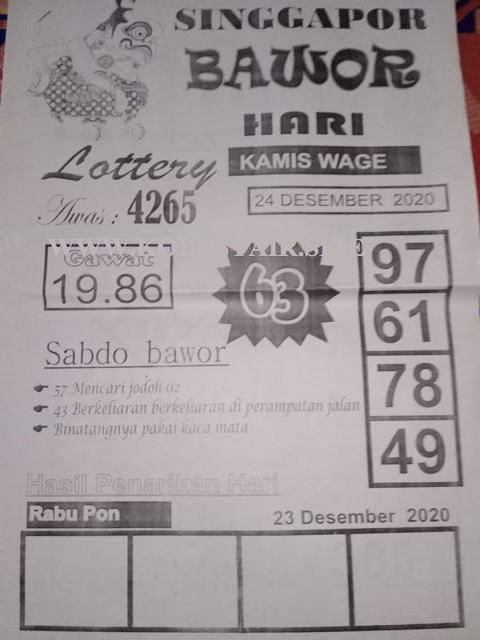 SINGGAPOR
BAWOR
HARI
Lottery
KAMIS WAGE
Awas : 4265
24 DESEMBER 2020
Gawat
19.86
63
97
61
78
49
Sabdo bawor
57 Mencari jodoh 02
43 Berkeliaran berkeliaran di perampatan jalan
Binatangnya pakai kaca mata
Hasil Penarikan Hari
Rabu Pon
23 Desember 2020